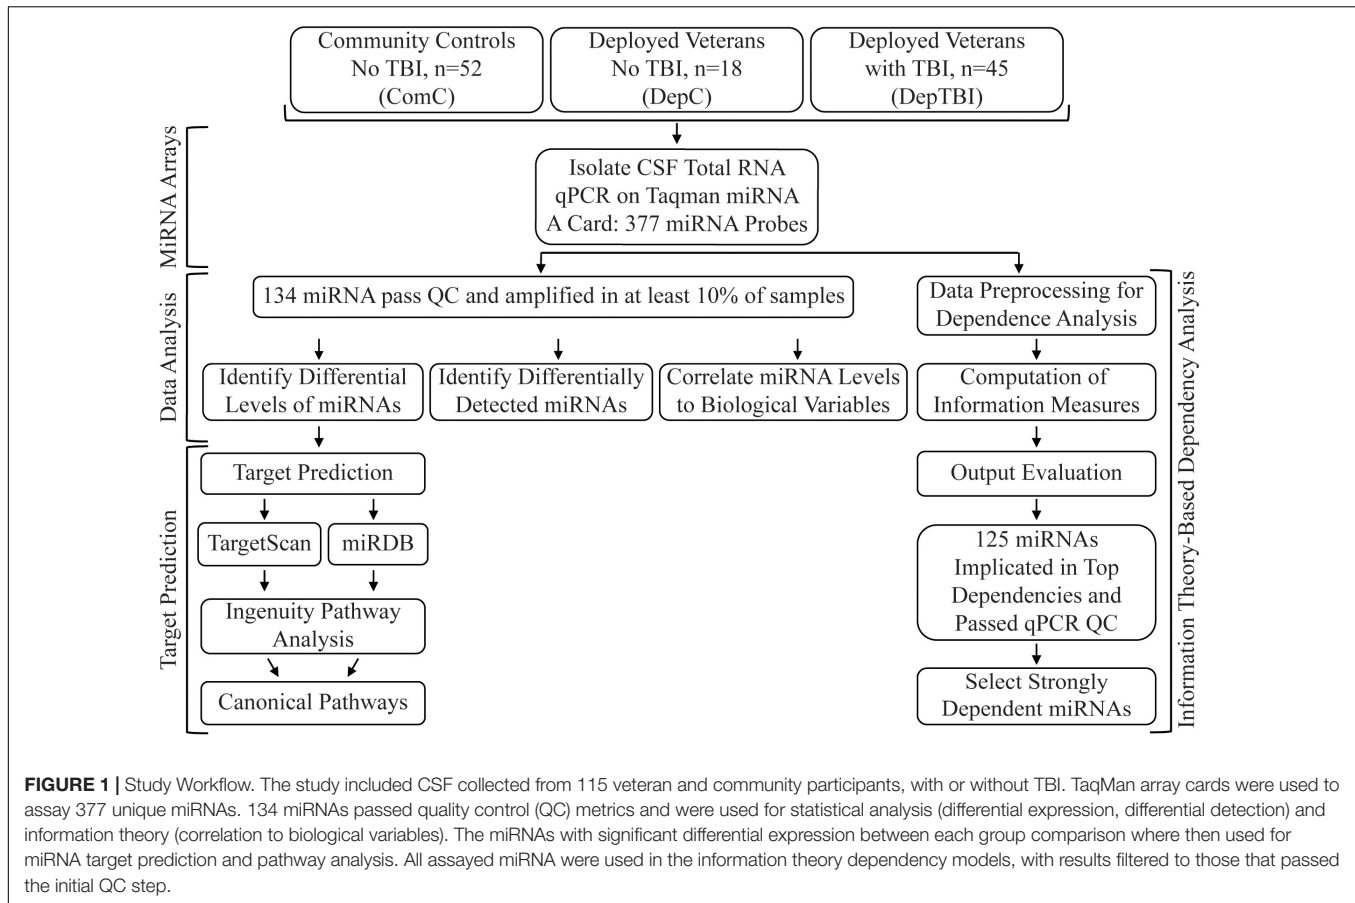 Community Controls
No TBI, n=52
(ComC)
Deployed Veterans
No TBI, n=18
(DepC)
Deployed Veterans
with TBI, n=45
(DepTBI)
MiRNA Arrays
Isolate CSF Total RNA
qPCR on Taqman miRNA
A Card: 377 miRNA Probes
Data Analysis
134 miRNA pass QC and amplified in at least 10% of samples
Identify Differential
Levels of miRNAs
Identify Differentially
Detected miRNAs
Correlate miRNA Levels
to Biological Variables
Target Prediction
Target Prediction
TargetScan
miRDB
Ingenuity Pathway
Analysis
Canonical Pathways
Information Theory-Based Dependency Analysis
Data Preprocessing for
Dependence Analysis
Computation of
Information Measures
Output Evaluation
125 miRNAs
Implicated in Top
Dependencies and
Passed qPCR QC
Select Strongly
Dependent miRNAs
FIGURE 1 | Study Workflow. The study included CSF collected from 115 veteran and community participants, with or without TBI. TaqMan array cards were used to
assay 377 unique miRNAs. 134 miRNAs passed quality control (QC) metrics and were used for statistical analysis (differential expression, differential detection) and
information theory (correlation to biological variables). The miRNAs with significant differential expression between each group comparison where then used for
miRNA target prediction and pathway analysis. All assayed miRNA were used in the information theory dependency models, with results filtered to those that passed
the initial QC step.